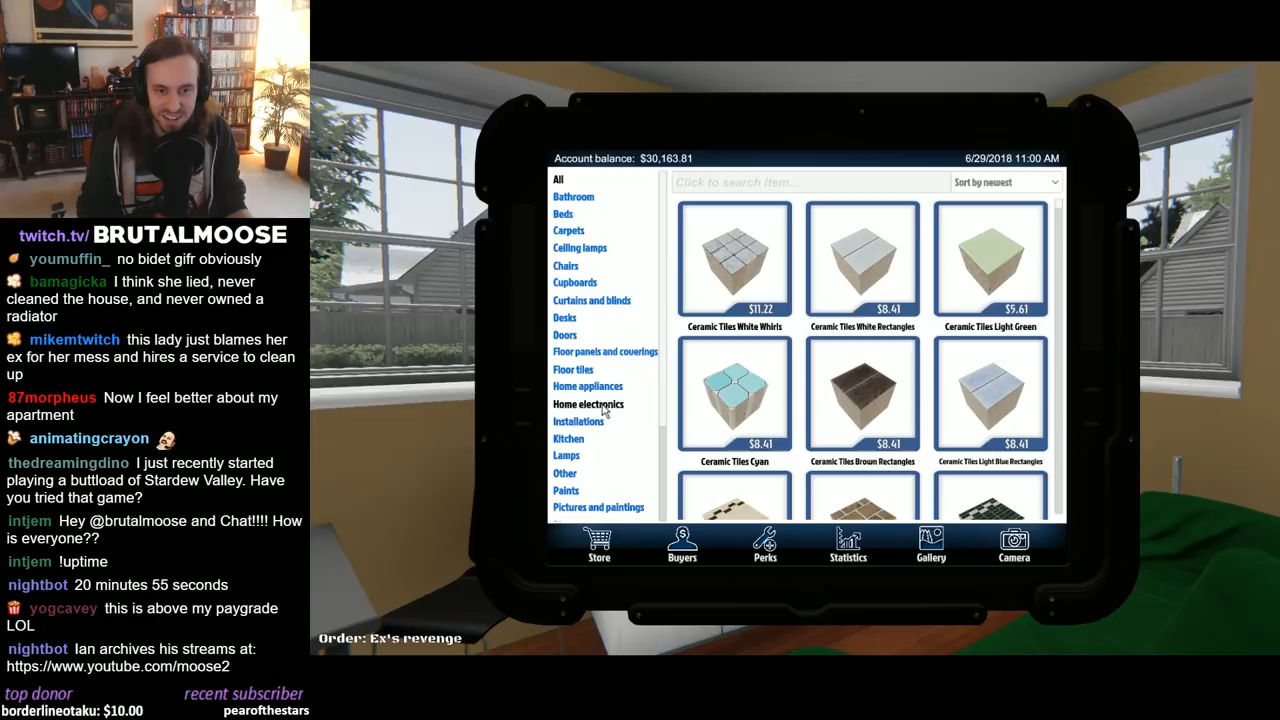 twitch.tv/ BRUTALMOOSE
youmuffin_ no bidet gifr obviously
bamagicka I think she lied, never
cleaned the house, and never owned a
radiator
mikemtwitch this lady just blames her
ex for her mess and hires a service to clean
up
87morpheus Now I feel better about my
apartment
animatingcrayon
thedreamingdino I just recently started
playing a buttload of Stardew Valley. Have
you tried that game?
intjem Hey @brutalmoose and Chat!!!! How
is everyone??
intjem !uptime
nightbot 20 minutes 55 seconds
yogcavey this is above my paygrade
LOL
nightbot Ian archives his streams at:
https://www.youtube.com/moose2
top donor
borderlineotaku: $10.00
recent subscriber
pearofthestars
Account balance: $30,163.81
6/29/2018 11:00 AM
All
Bathroom
Beds
Carpets
Ceiling lamps
Chairs
Cupboards
Curtains and blinds
Desks
Doors
Floor panels and coverings
Floor tiles
Home appliances
Home electronics
Installations
Kitchen
Lamps
Other
Paints
Pictures and paintings
Click to search item...
Sort by newest
$11.22
$8.41
$5.61
Ceramic Tiles White Whirls
Ceramic Tiles White Rectangles
Ceramic Tiles Light Green
$8.41
$8.41
$8.41
Ceramic Tiles Cyan
Ceramic Tiles Brown Rectangles
Ceramic Tiles Light Blue Rectangles
Store
Buyers
Perks
Statistics
Gallery
Camera
Order: Ex's revenge